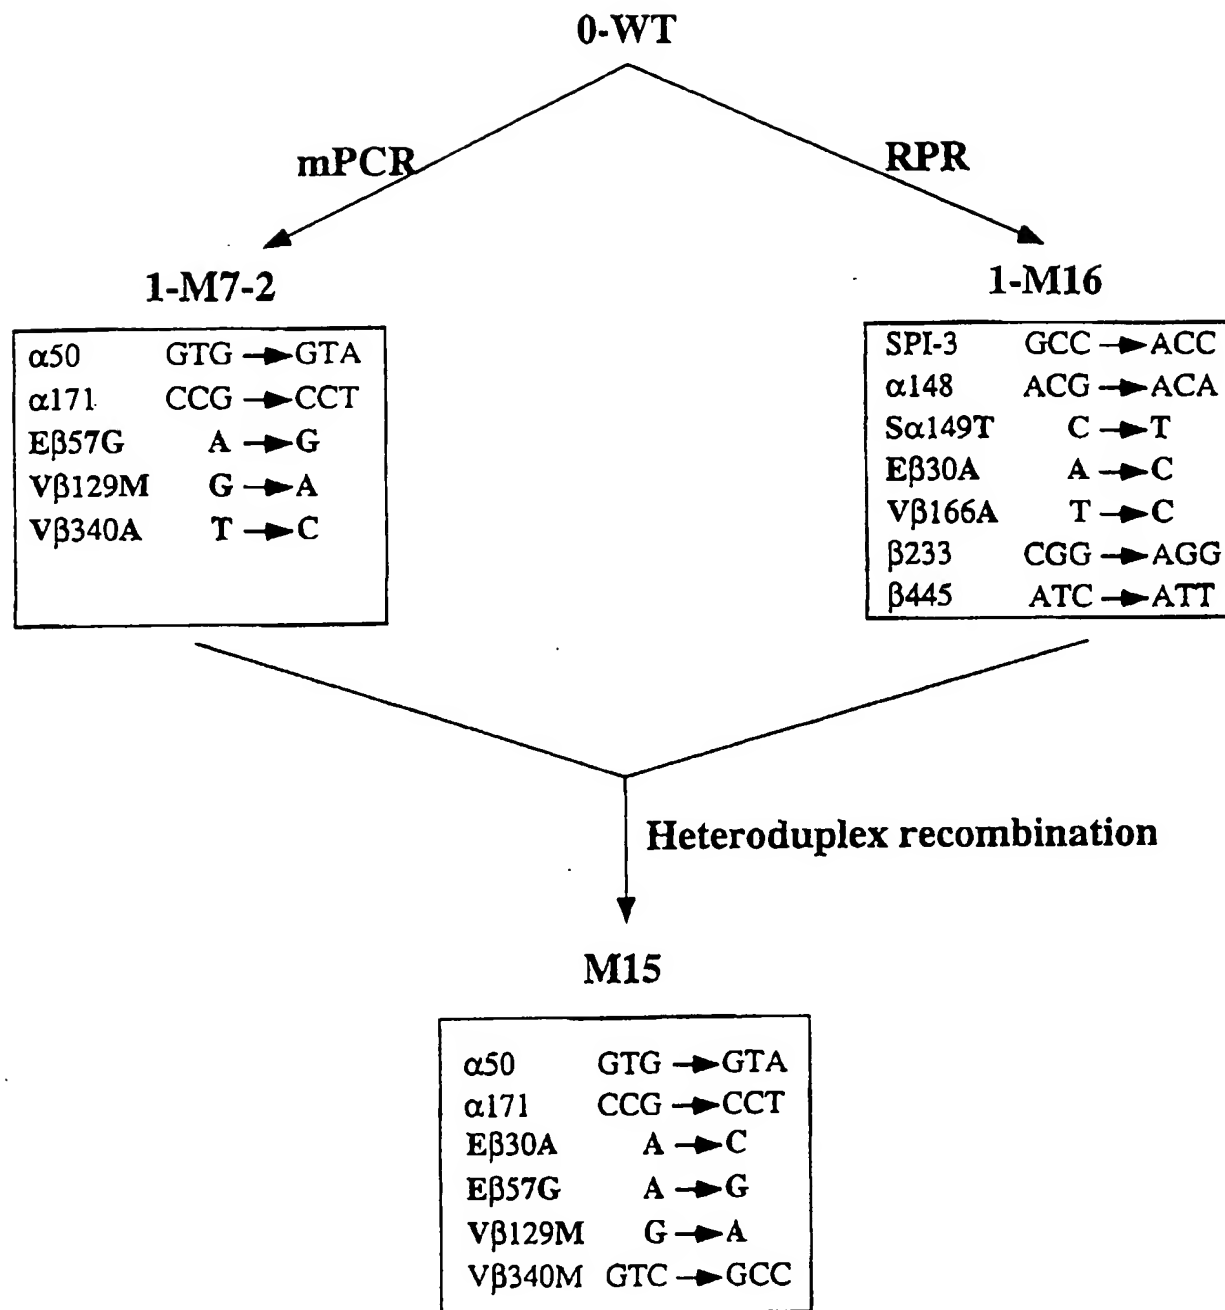 0-WT
mPCR
RPR
1-M7-2
α50 GTG → GTA
α171 CCG → CCT
Eβ57G A → G
Vβ129M G → A
Vβ340A T → C
1-M16
SPI-3 GCC → ACC
α148 ACG → ACA
Sα149T C → T
Eβ30A A → C
Vβ166A T → C
β233 CGG → AGG
β445 ATC → ATT
Heteroduplex recombination
M15
α50 GTG → GTA
α171 CCG → CCT
Eβ30A A → C
Eβ57G A → G
Vβ129M G → A
Vβ340M GTC → GCC